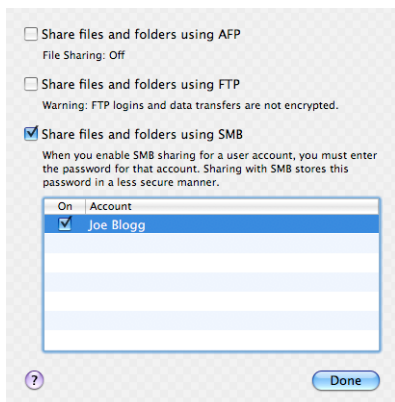 Share files and folders using AFP
File Sharing: Off
Share files and folders using FTP
Warning: FTP logins and data transfers are not encrypted.
Share files and folders using SMB
When you enable SMB sharing for a user account, you must enter
the password for that account. Sharing with SMB stores this
password in a less secure manner.
On Account
Joe Blogg
? Done